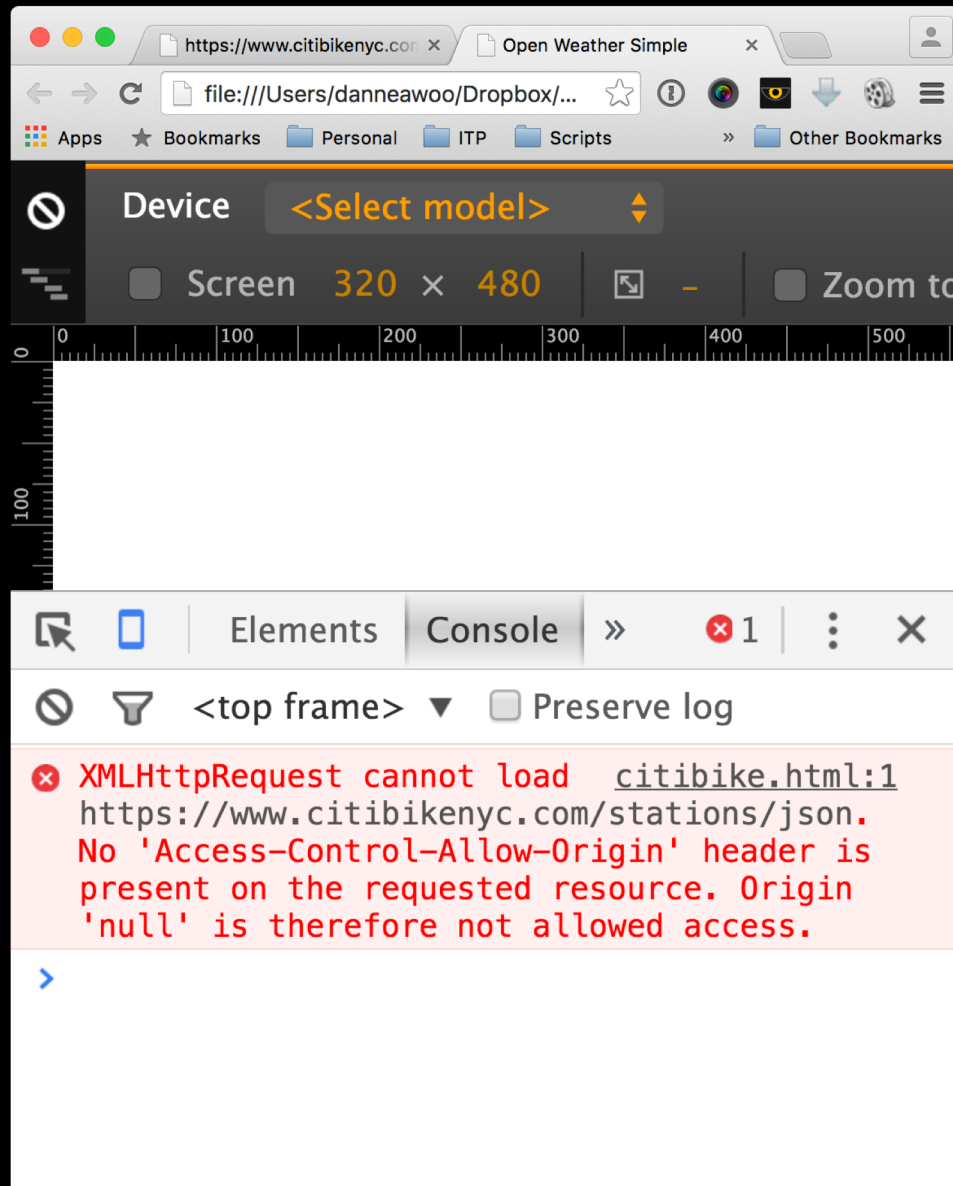 https://www.citibikenyc.con
Open Weather Simple
file:///Users/danneawoo/Dropbox/...
Apps Bookmarks Personal ITP Scripts » Other Bookmarks
Device <Select model>
Screen 320 × 480 – Zoom to
0 100 200 300 400 500
0
100
Elements Console » 1
<top frame> ▼ Preserve log
XMLHttpRequest cannot load citibike.html:1
https://www.citibikenyc.com/stations/json.
No 'Access-Control-Allow-Origin' header is
present on the requested resource. Origin
'null' is therefore not allowed access.
>